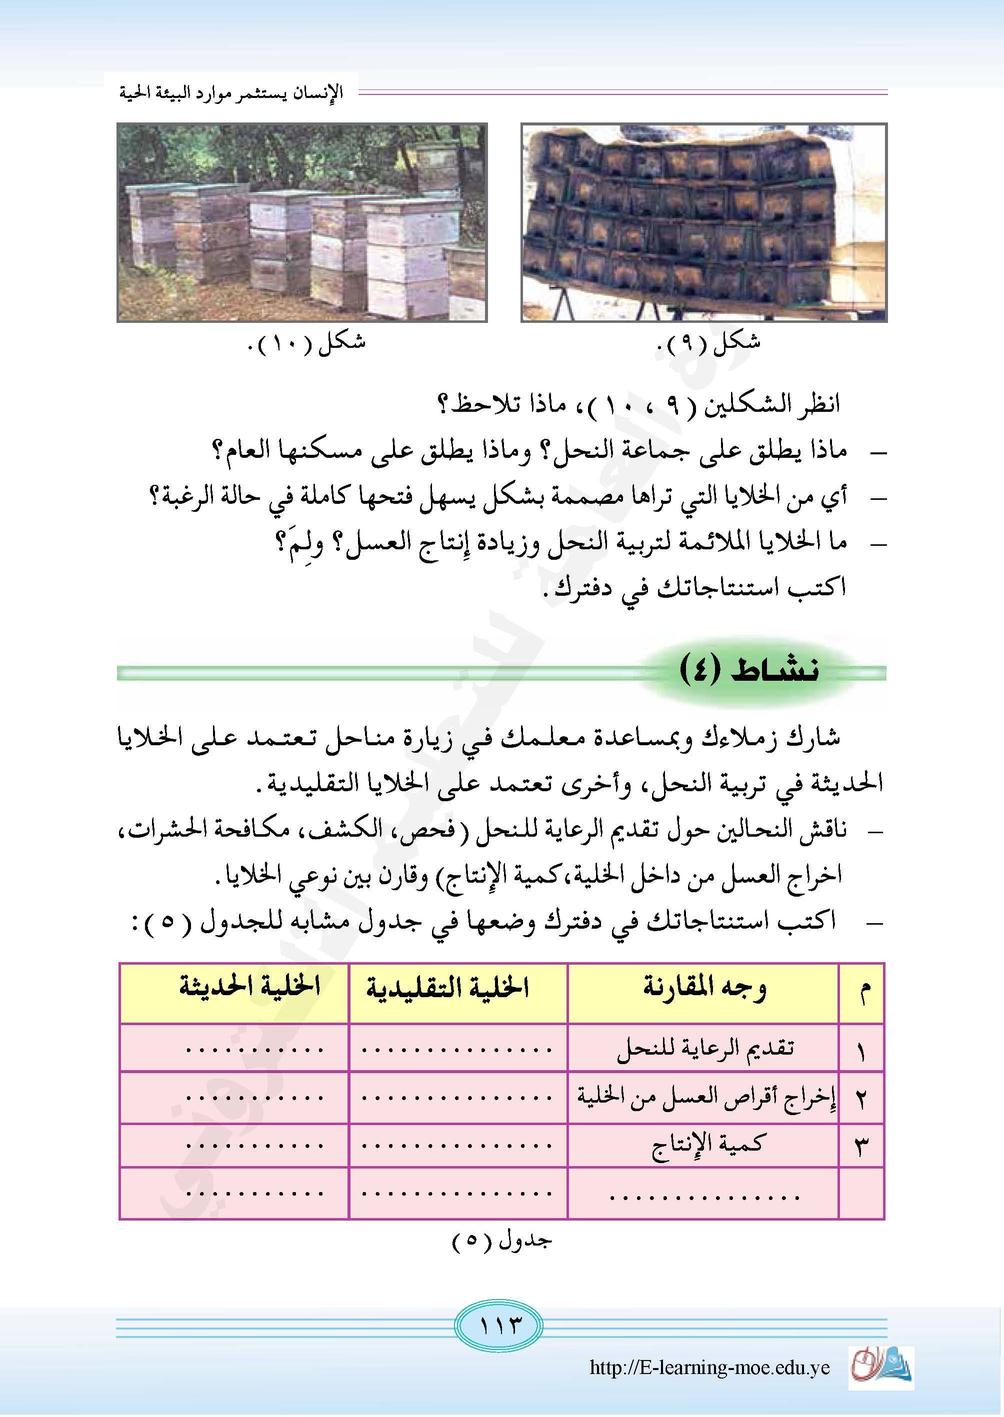 الإنسان يستثمر موارد البيئة الحية
شكل (٩).
شكل (١٠).
انظر الشكلين (٩ ، ١٠)، ماذا تلاحظ؟
– ماذا يطلق على جماعة النحل؟ وماذا يطلق على مسكنها العام؟
– أي من الخلايا التي تراها مصممة بشكل يسهل فتحها كاملة في حالة الرغبة؟
– ما الخلايا الملائمة لتربية النحل وزيادة إنتاج العسل؟ ولِمَ؟
اكتب استنتاجاتك في دفترك.
نشاط (٤)
شارك زملاءك وبمساعدة معلمك في زيارة مناحل تعتمد على الخلايا
الحديثة في تربية النحل، وأخرى تعتمد على الخلايا التقليدية.
– ناقش النحالين حول تقديم الرعاية للنحل (فحص، الكشف، مكافحة الحشرات،
اخراج العسل من داخل الخلية،كمية الإنتاج) وقارن بين نوعي الخلايا.
– اكتب استنتاجاتك في دفترك وضعها في جدول مشابه للجدول (٥):
م وجه المقارنة الخلية التقليدية الخلية الحديثة
١ تقديم الرعاية للنحل ............... ...........
٢ إخراج أقراص العسل من الخلية ............... ...........
٣ كمية الإنتاج ............... ...........
............... ............... ...........
جدول (٥)
١١٣
http://E-learning-moe.edu.ye